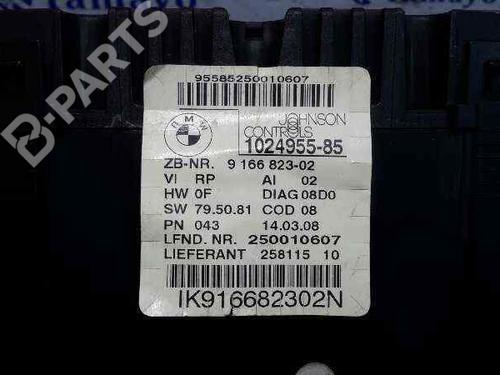 B-PARTS
95585250010607
BMW
JOHNSON
CONTROLS
1024955-85
ZB-NR. 9 166 823-02
VI RP AI 02
HW 0F DIAG 08D0
SW 79.50.81 COD 08
PN 043 14.03.08
LFND. NR. 250010607
LIEFERANT 258115 10
IK916682302N